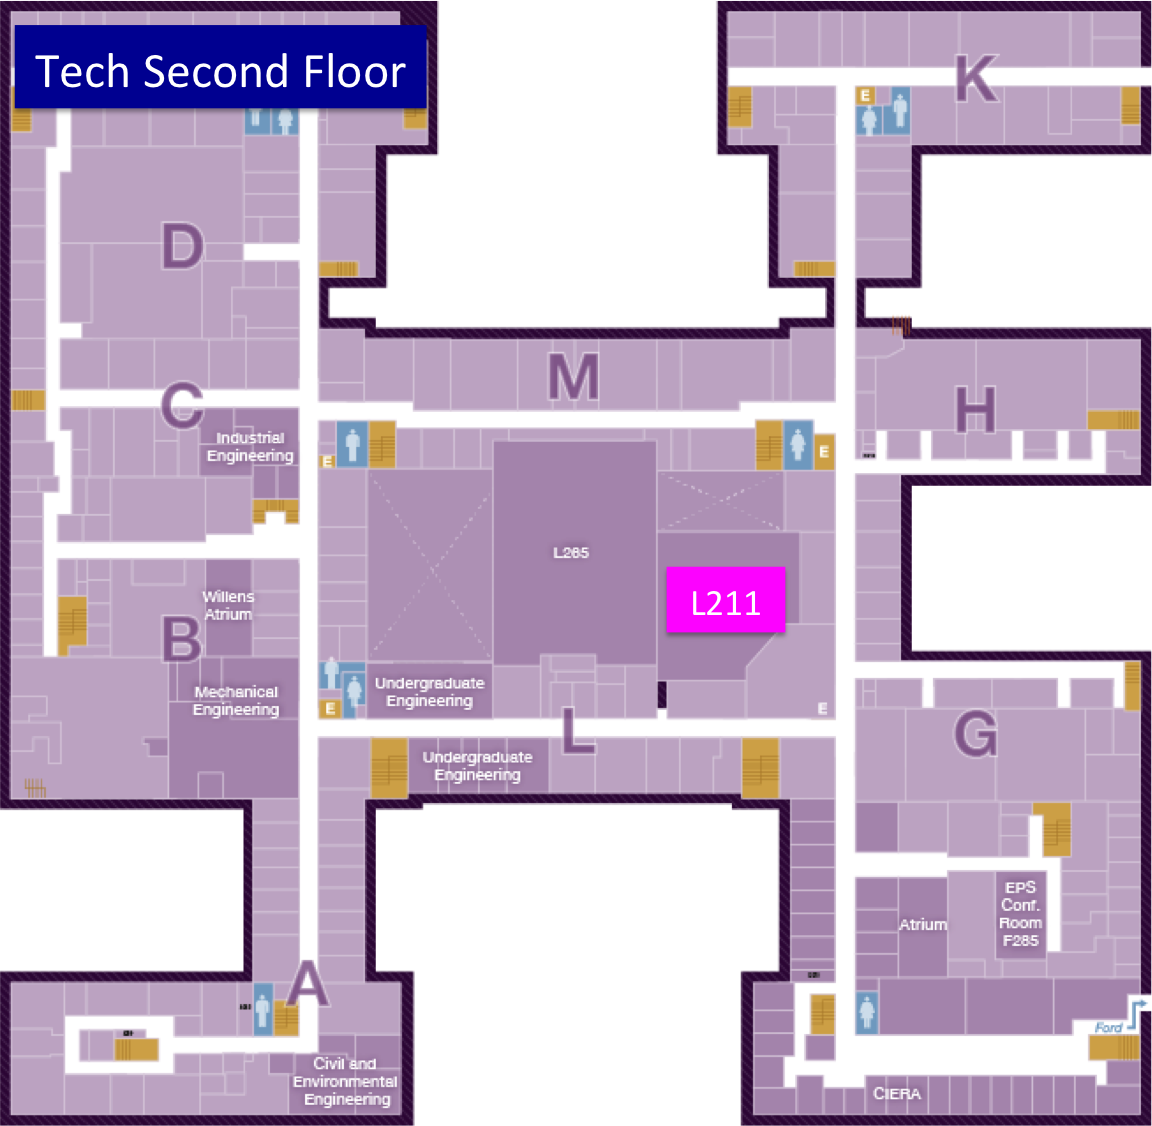 Tech Second Floor
K
E
D
M
C
H
Industrial
Engineering
E
E
L265
Willens
Atrium
L211
B
Mechanical
Engineering
Undergraduate
Engineering
E
E
L
G
Undergraduate
Engineering
EPS
Conf.
Room
F285
Atrium
A
Ford
Civil and
Environmental
Engineering
CIERA